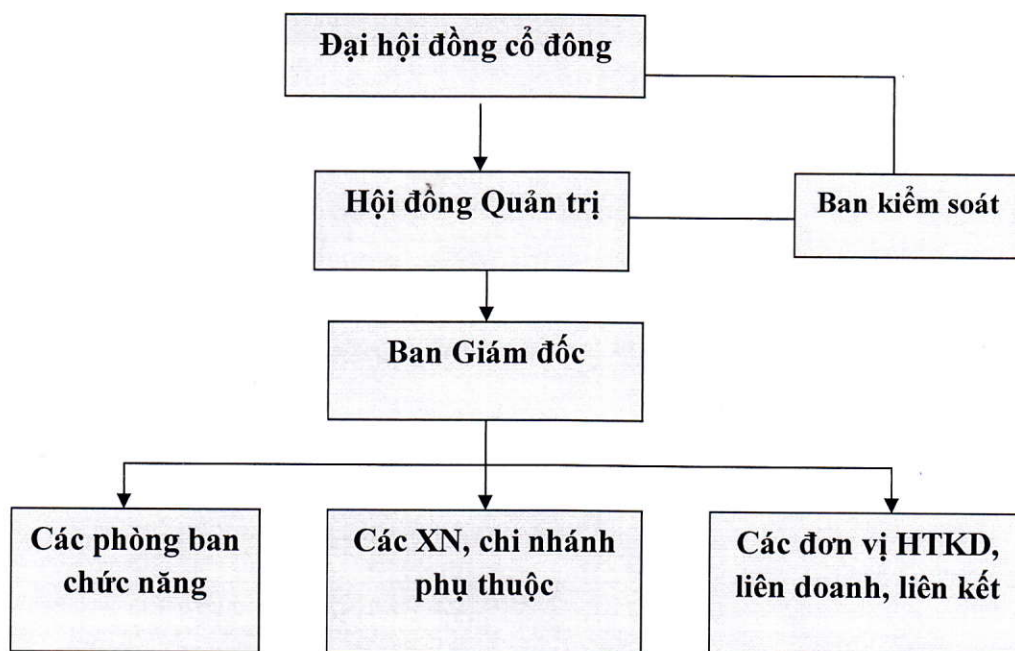 Đại hội đồng cổ đông
Hội đồng Quản trị
Ban kiểm soát
Ban Giám đốc
Các phòng ban
chức năng
Các XN, chi nhánh
phụ thuộc
Các đơn vị HTKD,
liên doanh, liên kết